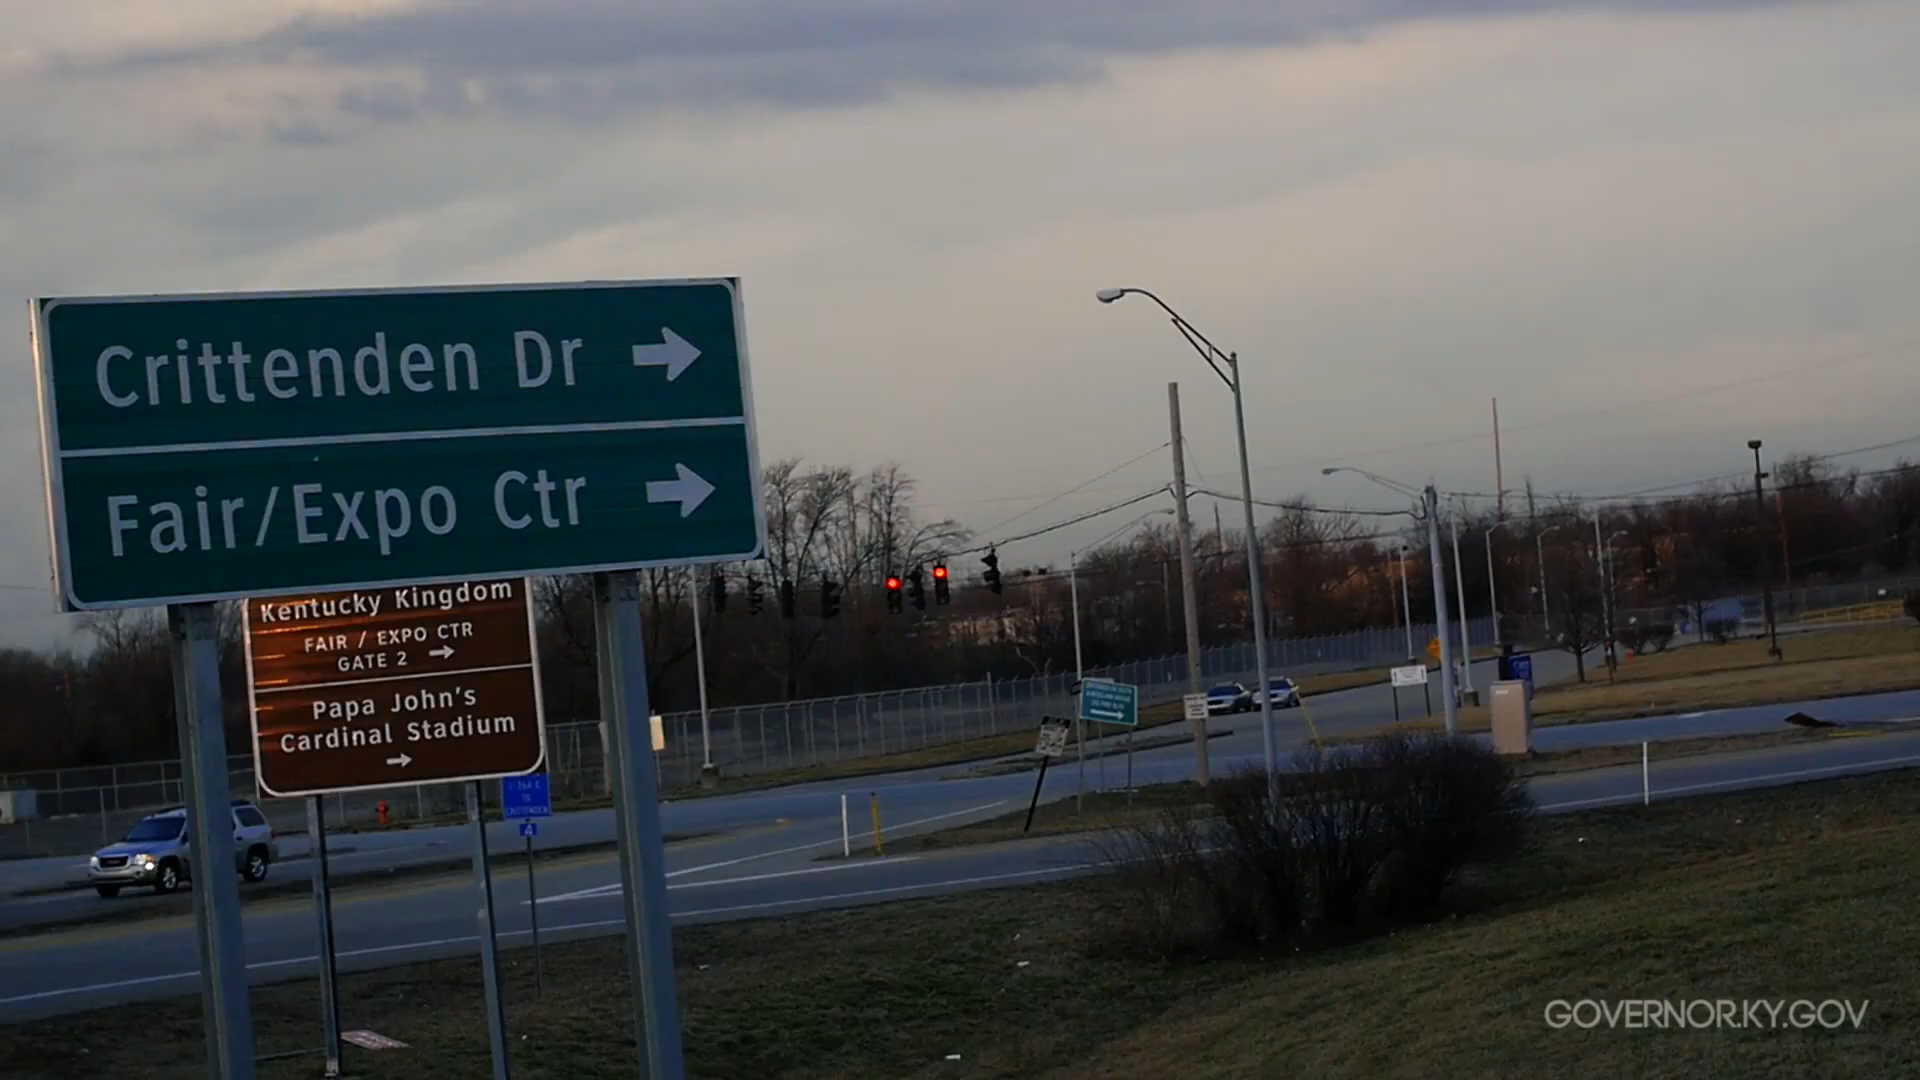 Crittenden Dr
Fair/Expo Ctr
Kentucky Kingdom
FAIR / EXPO CTR
GATE 2
Papa John's
Cardinal Stadium
GOVERNOR.KY.GOV